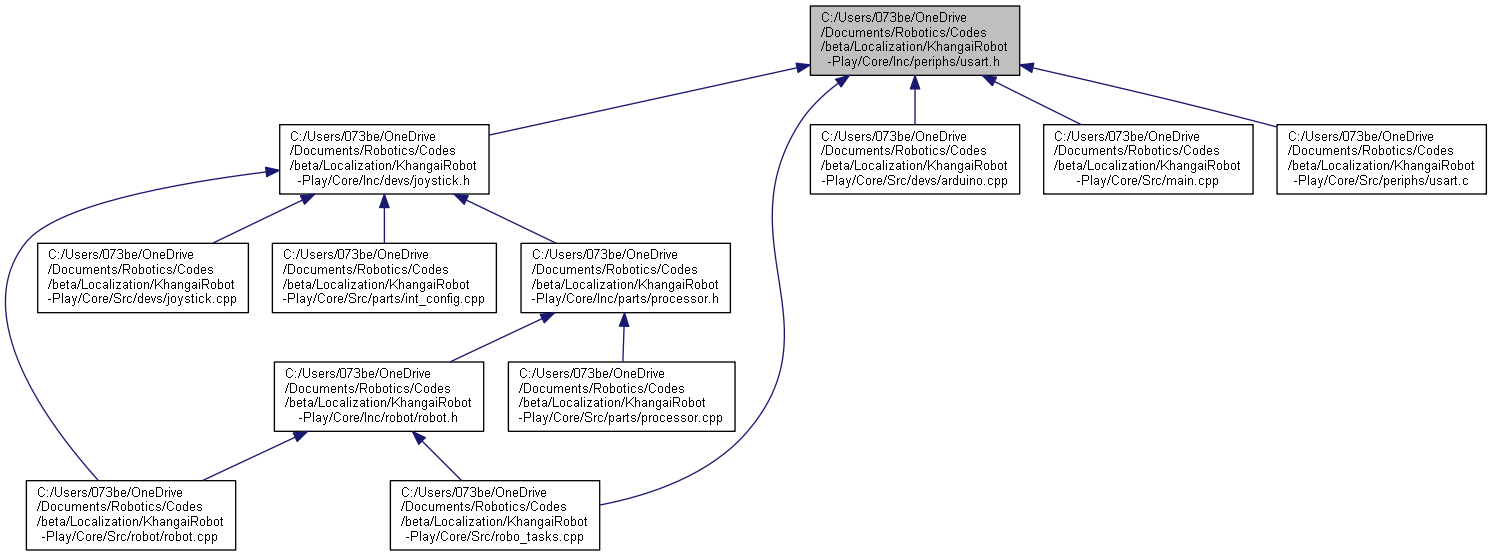 C:/Users/073be/OneDrive
/Documents/Robotics/Codes
/beta/Localization/KhangaiRobot
-Play/Core/Inc/periphs/usart.h
C:/Users/073be/OneDrive
/Documents/Robotics/Codes
/beta/Localization/KhangaiRobot
-Play/Core/Inc/devs/joystick.h
C:/Users/073be/OneDrive
/Documents/Robotics/Codes
/beta/Localization/KhangaiRobot
-Play/Core/Src/devs/arduino.cpp
C:/Users/073be/OneDrive
/Documents/Robotics/Codes
/beta/Localization/KhangaiRobot
-Play/Core/Src/main.cpp
C:/Users/073be/OneDrive
/Documents/Robotics/Codes
/beta/Localization/KhangaiRobot
-Play/Core/Src/periphs/usart.c
C:/Users/073be/OneDrive
/Documents/Robotics/Codes
/beta/Localization/KhangaiRobot
-Play/Core/Src/devs/joystick.cpp
C:/Users/073be/OneDrive
/Documents/Robotics/Codes
/beta/Localization/KhangaiRobot
-Play/Core/Src/parts/int_config.cpp
C:/Users/073be/OneDrive
/Documents/Robotics/Codes
/beta/Localization/KhangaiRobot
-Play/Core/Inc/parts/processor.h
C:/Users/073be/OneDrive
/Documents/Robotics/Codes
/beta/Localization/KhangaiRobot
-Play/Core/Inc/robot/robot.h
C:/Users/073be/OneDrive
/Documents/Robotics/Codes
/beta/Localization/KhangaiRobot
-Play/Core/Src/parts/processor.cpp
C:/Users/073be/OneDrive
/Documents/Robotics/Codes
/beta/Localization/KhangaiRobot
-Play/Core/Src/robot/robot.cpp
C:/Users/073be/OneDrive
/Documents/Robotics/Codes
/beta/Localization/KhangaiRobot
-Play/Core/Src/robo_tasks.cpp